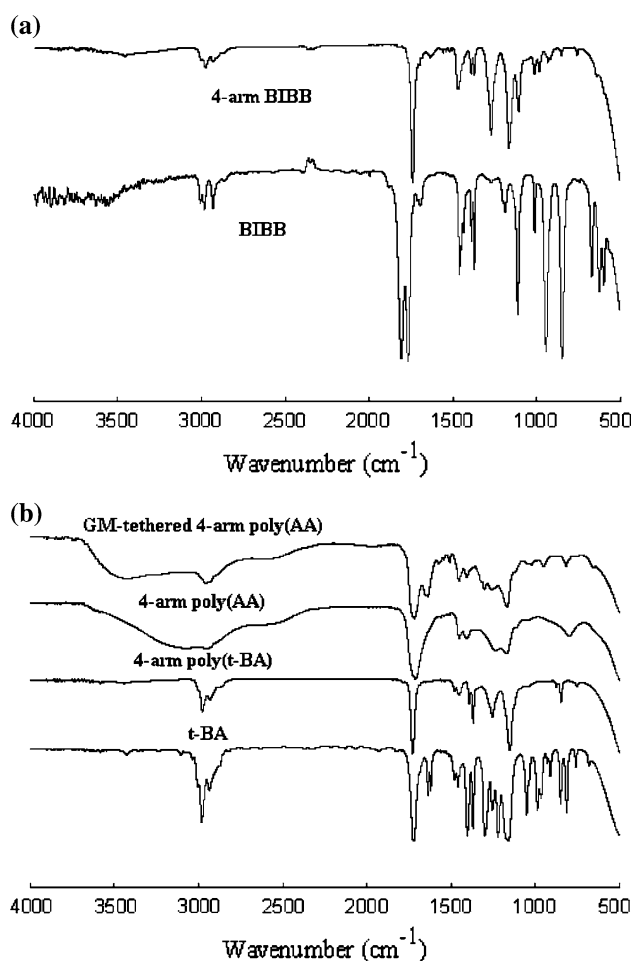 (a)
4-arm BIBB
BIBB
4000 3500 3000 2500 2000 1500 1000 500
Wavenumber (cm⁻¹)
(b)
GM-tethered 4-arm poly(AA)
4-arm poly(AA)
4-arm poly(t-BA)
t-BA
4000 3500 3000 2500 2000 1500 1000 500
Wavenumber (cm⁻¹)